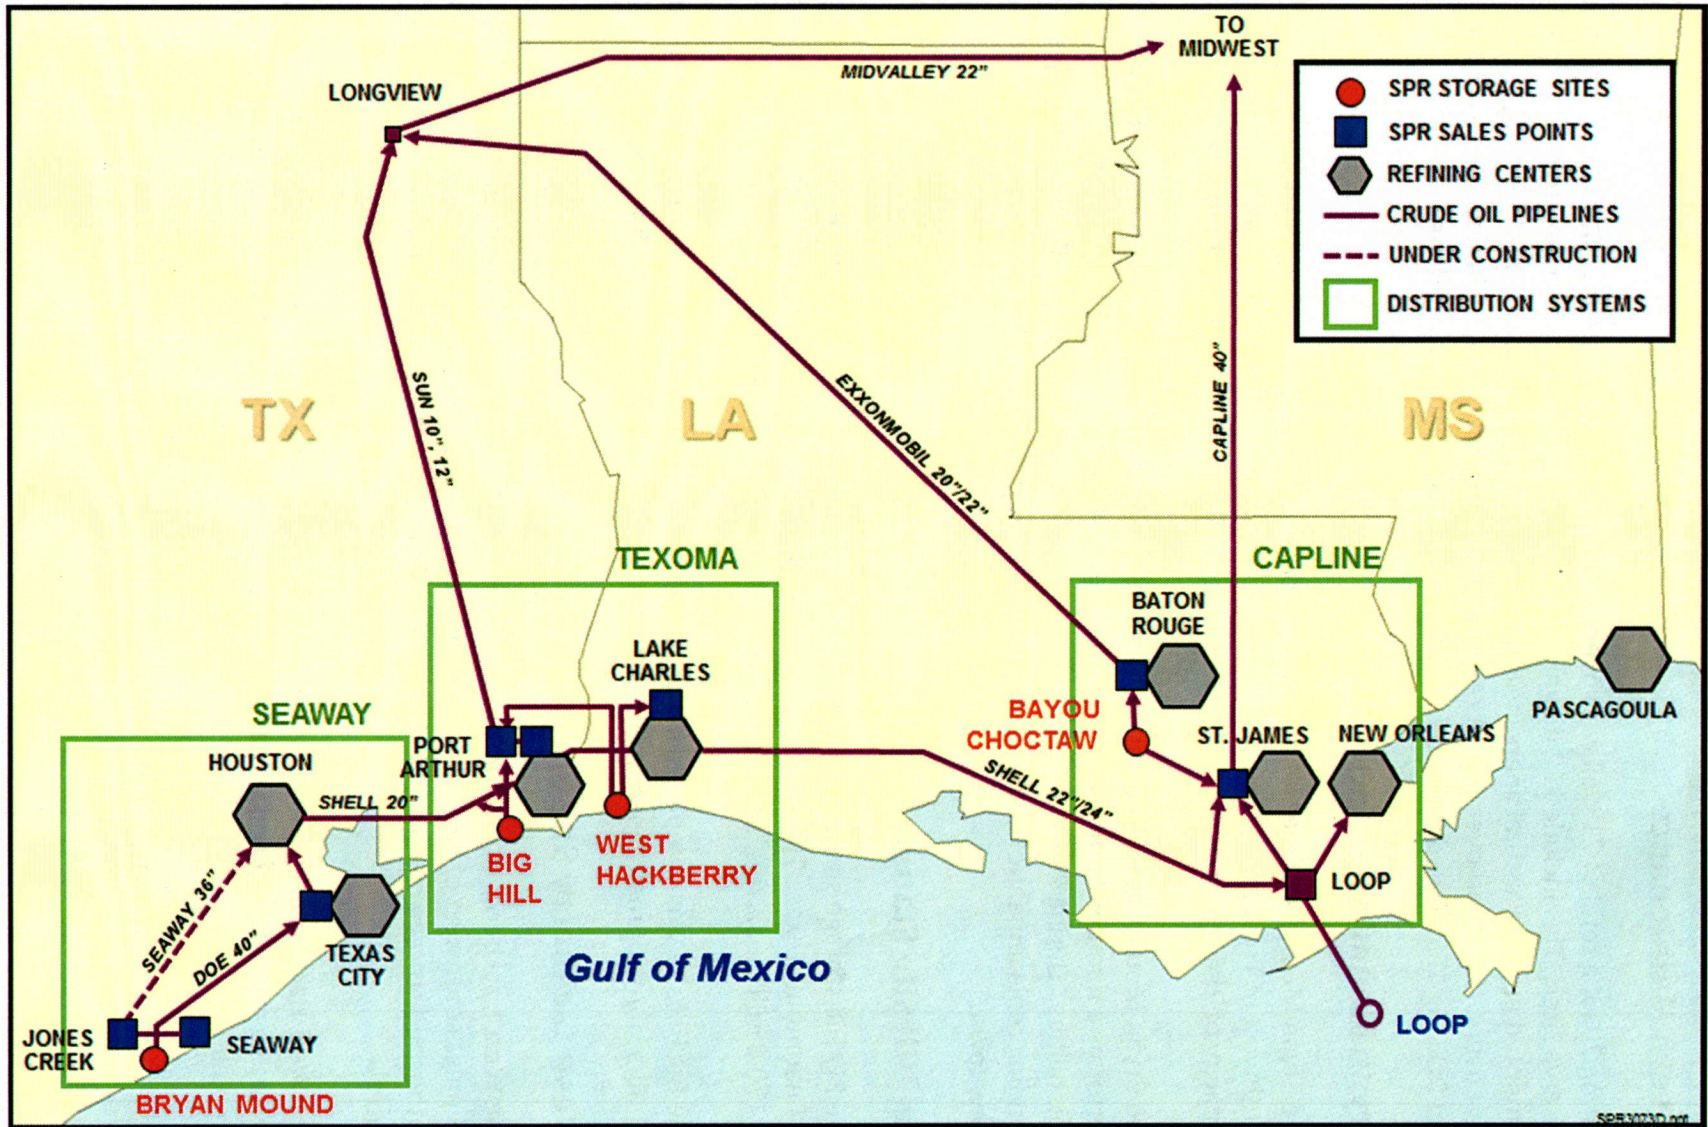 TO
MIDWEST
MIDVALLEY 22"
LONGVIEW
SPR STORAGE SITES
SPR SALES POINTS
REFINING CENTERS
CRUDE OIL PIPELINES
UNDER CONSTRUCTION
DISTRIBUTION SYSTEMS
SUN 10", 12"
EXXONMOBIL 20"/22"
CAPLINE 40"
TX
LA
MS
TEXOMA
CAPLINE
BATON
ROUGE
LAKE
CHARLES
SEAWAY
BAYOU
CHOCTAW
ST. JAMES
NEW ORLEANS
PASCAGOULA
HOUSTON
PORT
ARTHUR
SHELL 20"
SHELL 22"/24"
BIG
HILL
WEST
HACKBERRY
LOOP
SEAWAY 36"
DOE 40"
TEXAS
CITY
Gulf of Mexico
JONES
CREEK
SEAWAY
LOOP
BRYAN MOUND
SPR3073D.ppt